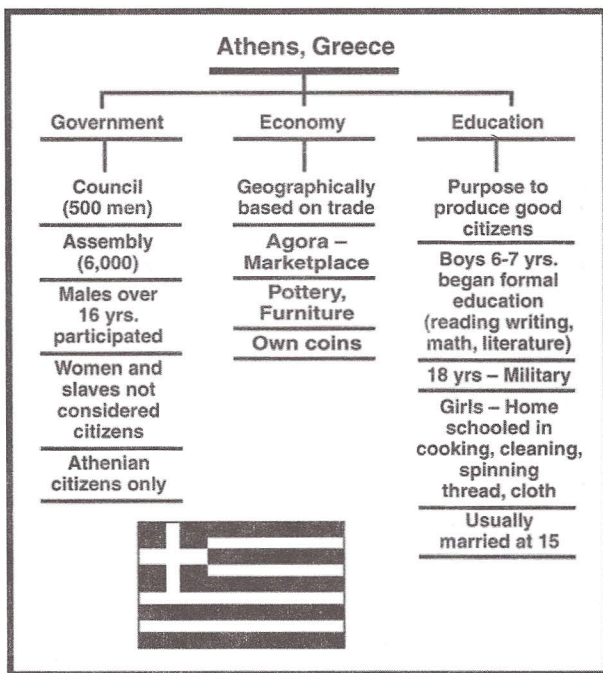 Athens, Greece
Government
Council
(500 men)
Assembly
(6,000)
Males over
16 yrs.
participated
Women and
slaves not
considered
citizens
Athenian
citizens only
Economy
Geographically
based on trade
Agora –
Marketplace
Pottery,
Furniture
Own coins
Education
Purpose to
produce good
citizens
Boys 6-7 yrs.
began formal
education
(reading writing,
math, literature)
18 yrs – Military
Girls – Home
schooled in
cooking, cleaning,
spinning
thread, cloth
Usually
married at 15